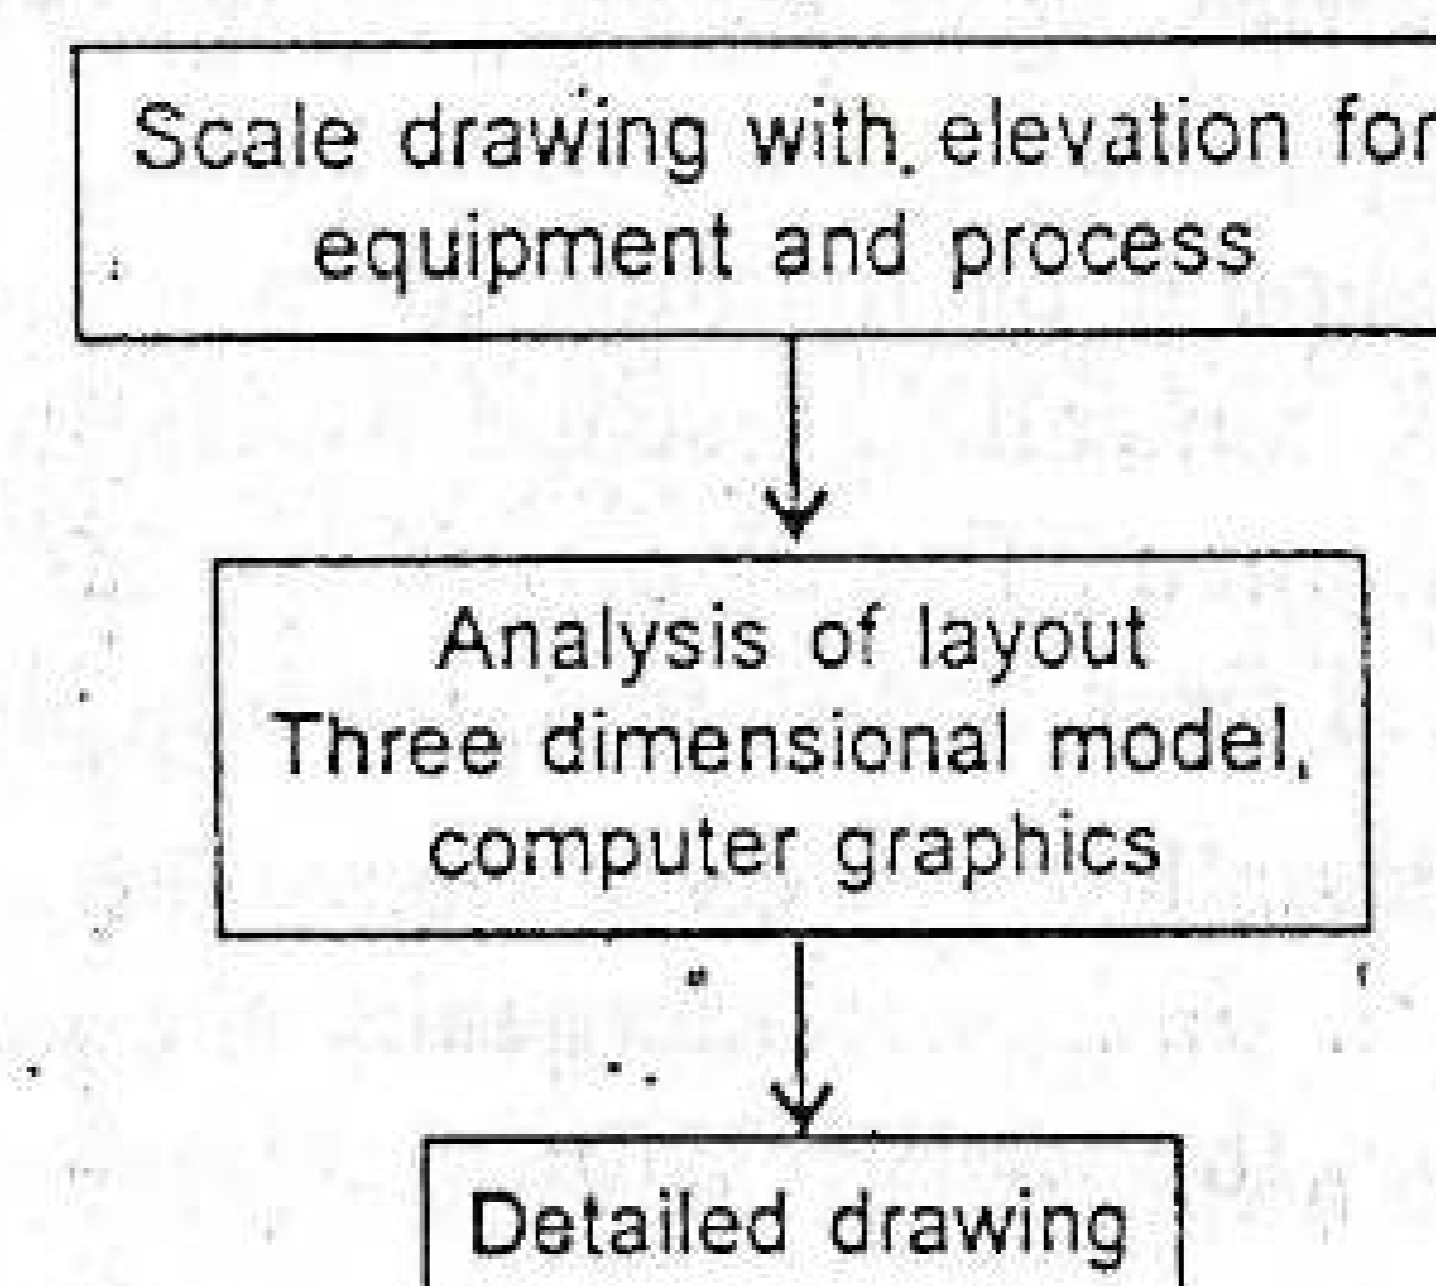 Scale drawing with elevation for
equipment and process
Analysis of layout
Three dimensional model,
computer graphics
Detailed drawing